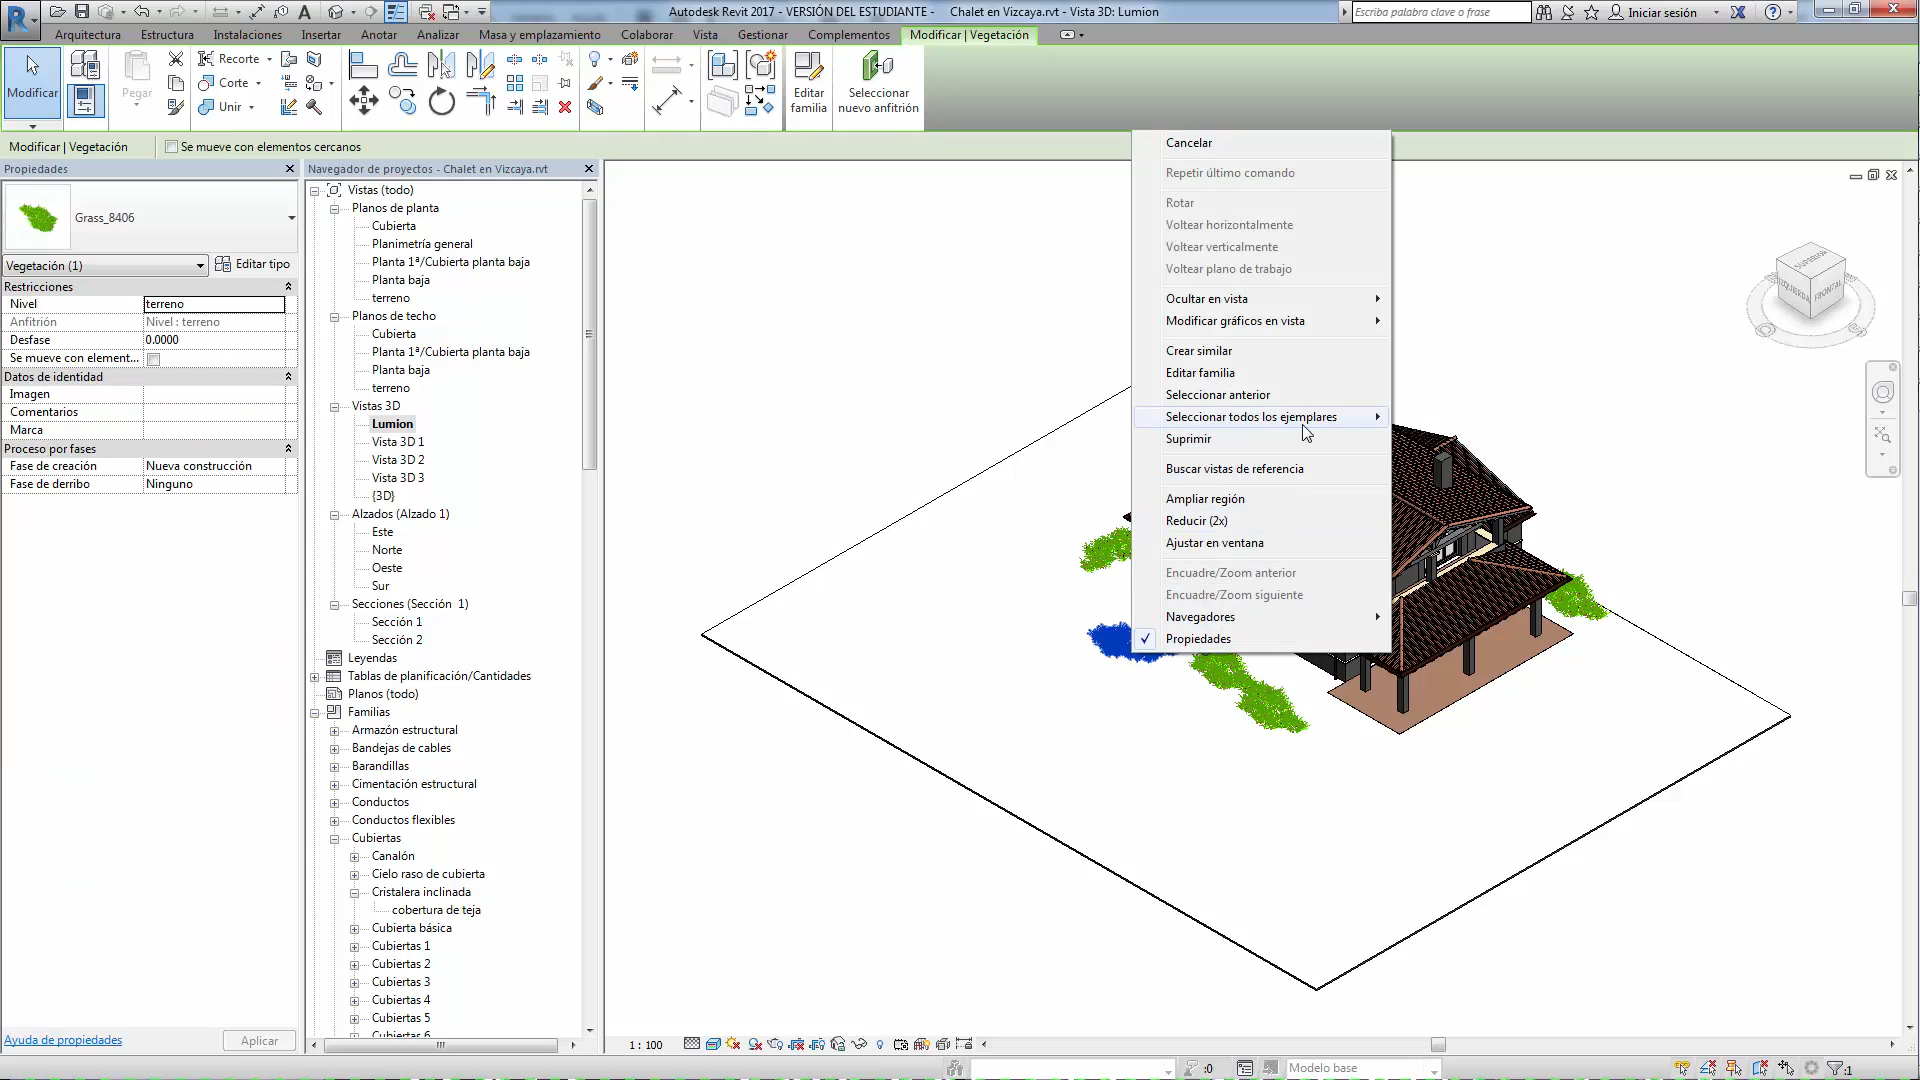 Autodesk Revit 2017 - VERSIÓN DEL ESTUDIANTE - Chalet en Vizcaya.rvt - Vista 3D: Lumion
Escriba palabra clave o frase
Iniciar sesión
Arquitectura Estructura Instalaciones Insertar Anotar Analizar Masa y emplazamiento Colaborar Vista Gestionar Complementos Modificar | Vegetación
Modificar
Pegar
Recorte
Corte
Unir
Editar familia
Seleccionar nuevo anfitrión
Modificar | Vegetación
Se mueve con elementos cercanos
Propiedades
Grass_8406
Vegetación (1)
Editar tipo
Restricciones
Nivel terreno
Anfitrión Nivel : terreno
Desfase 0.0000
Se mueve con element...
Datos de identidad
Imagen
Comentarios
Marca
Proceso por fases
Fase de creación Nueva construcción
Fase de derribo Ninguno
Ayuda de propiedades
Aplicar
Navegador de proyectos - Chalet en Vizcaya.rvt
Vistas (todo)
Planos de planta
Cubierta
Planimetría general
Planta 1ª/Cubierta planta baja
Planta baja
terreno
Planos de techo
Cubierta
Planta 1ª/Cubierta planta baja
Planta baja
terreno
Vistas 3D
Lumion
Vista 3D 1
Vista 3D 2
Vista 3D 3
{3D}
Alzados (Alzado 1)
Este
Norte
Oeste
Sur
Secciones (Sección 1)
Sección 1
Sección 2
Leyendas
Tablas de planificación/Cantidades
Planos (todo)
Familias
Armazón estructural
Bandejas de cables
Barandillas
Cimentación estructural
Conductos
Conductos flexibles
Cubiertas
Canalón
Cielo raso de cubierta
Cristalera inclinada
cobertura de teja
Cubierta básica
Cubiertas 1
Cubiertas 2
Cubiertas 3
Cubiertas 4
Cubiertas 5
Cubiertas 6
Cancelar
Repetir último comando
Rotar
Voltear horizontalmente
Voltear verticalmente
Voltear plano de trabajo
Ocultar en vista
Modificar gráficos en vista
Crear similar
Editar familia
Seleccionar anterior
Seleccionar todos los ejemplares
Suprimir
Buscar vistas de referencia
Ampliar región
Reducir (2x)
Ajustar en ventana
Encuadre/Zoom anterior
Encuadre/Zoom siguiente
Navegadores
Propiedades
SUPERIOR
IZQUIERDA
FRONTAL
1 : 100
:0
Modelo base
:1